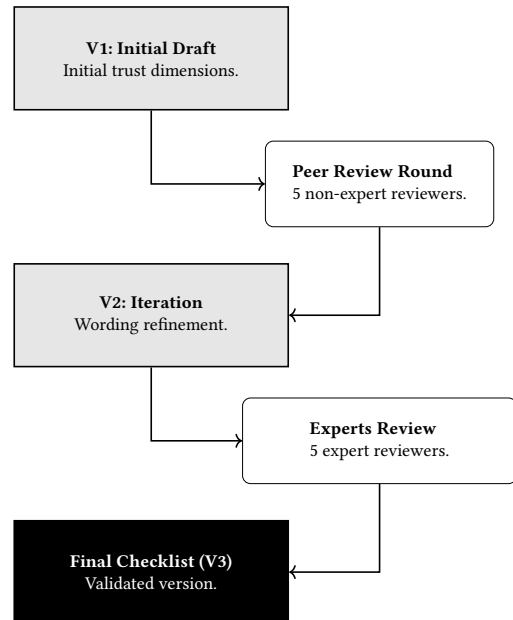 V1: Initial Draft
Initial trust dimensions.
Peer Review Round
5 non-expert reviewers.
V2: Iteration
Wording refinement.
Experts Review
5 expert reviewers.
Final Checklist (V3)
Validated version.